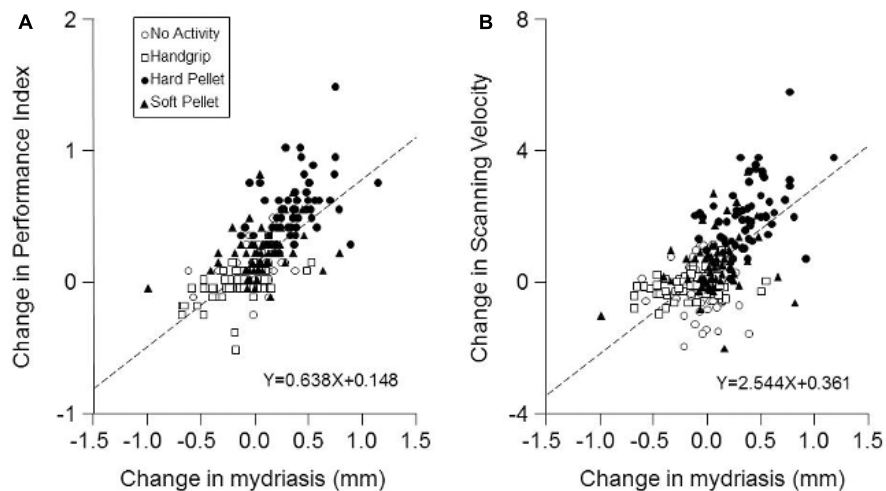 A
No Activity
Handgrip
Hard Pellet
Soft Pellet
Change in Performance Index
2
1
0
-1
Y=0.638X+0.148
-1.5 -1.0 -0.5 0.0 0.5 1.0 1.5
Change in mydriasis (mm)
B
Change in Scanning Velocity
8
4
0
-4
Y=2.544X+0.361
-1.5 -1.0 -0.5 0.0 0.5 1.0 1.5
Change in mydriasis (mm)